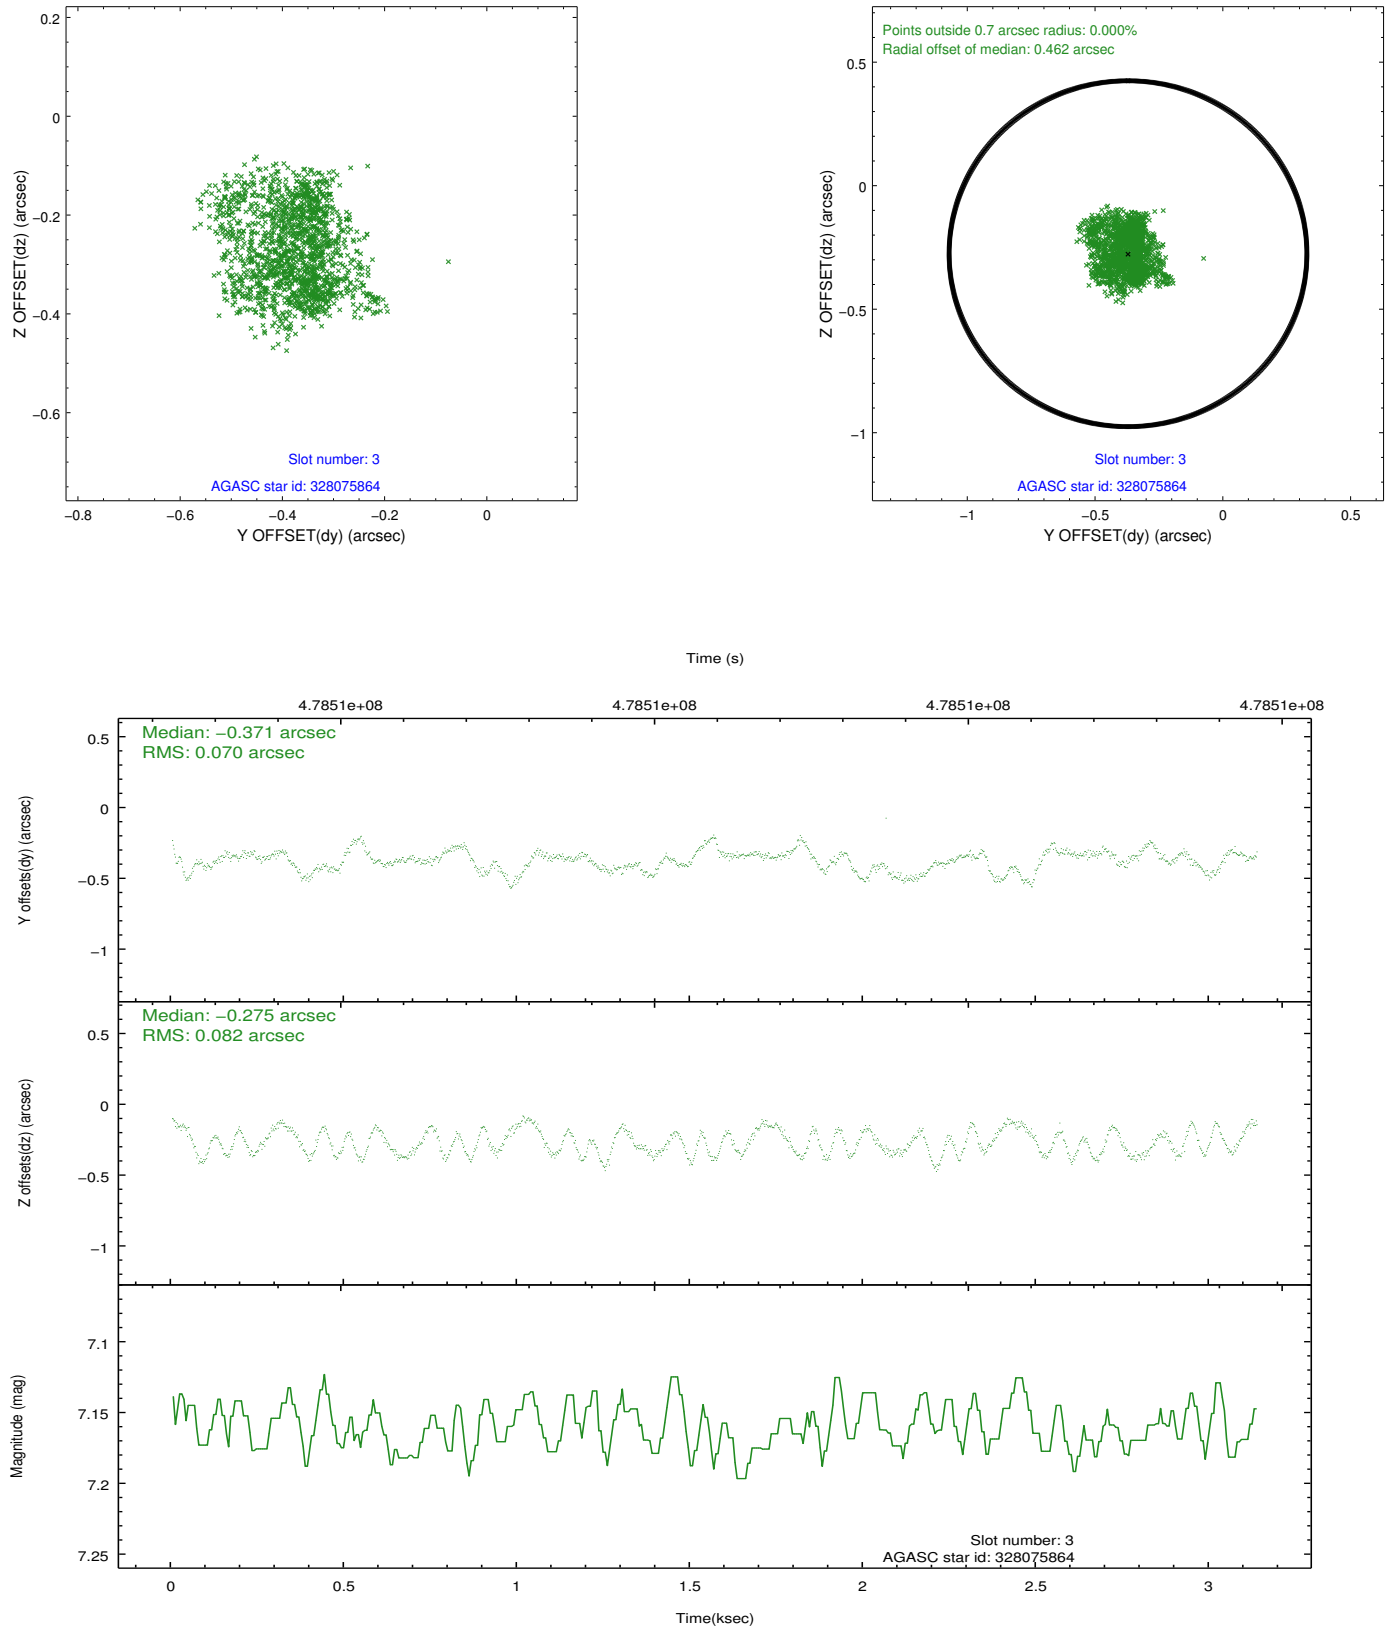 0.2
0
−0.2
−0.4
−0.6
Z OFFSET(dz) (arcsec)
Slot number: 3
AGASC star id: 328075864
−0.8 −0.6 −0.4 −0.2 0
Y OFFSET(dy) (arcsec)
Points outside 0.7 arcsec radius: 0.000%
Radial offset of median: 0.462 arcsec
0.5
0
−0.5
−1
Z OFFSET(dz) (arcsec)
Slot number: 3
AGASC star id: 328075864
−1 −0.5 0 0.5
Y OFFSET(dy) (arcsec)
Time (s)
4.7851e+08 4.7851e+08 4.7851e+08 4.7851e+08
Median: −0.371 arcsec
RMS: 0.070 arcsec
0.5
0
−0.5
−1
Y offsets(dy) (arcsec)
Median: −0.275 arcsec
RMS: 0.082 arcsec
0.5
0
−0.5
−1
Z offsets(dz) (arcsec)
7.1
7.15
7.2
7.25
Magnitude (mag)
Slot number: 3
AGASC star id: 328075864
0 0.5 1 1.5 2 2.5 3
Time(ksec)